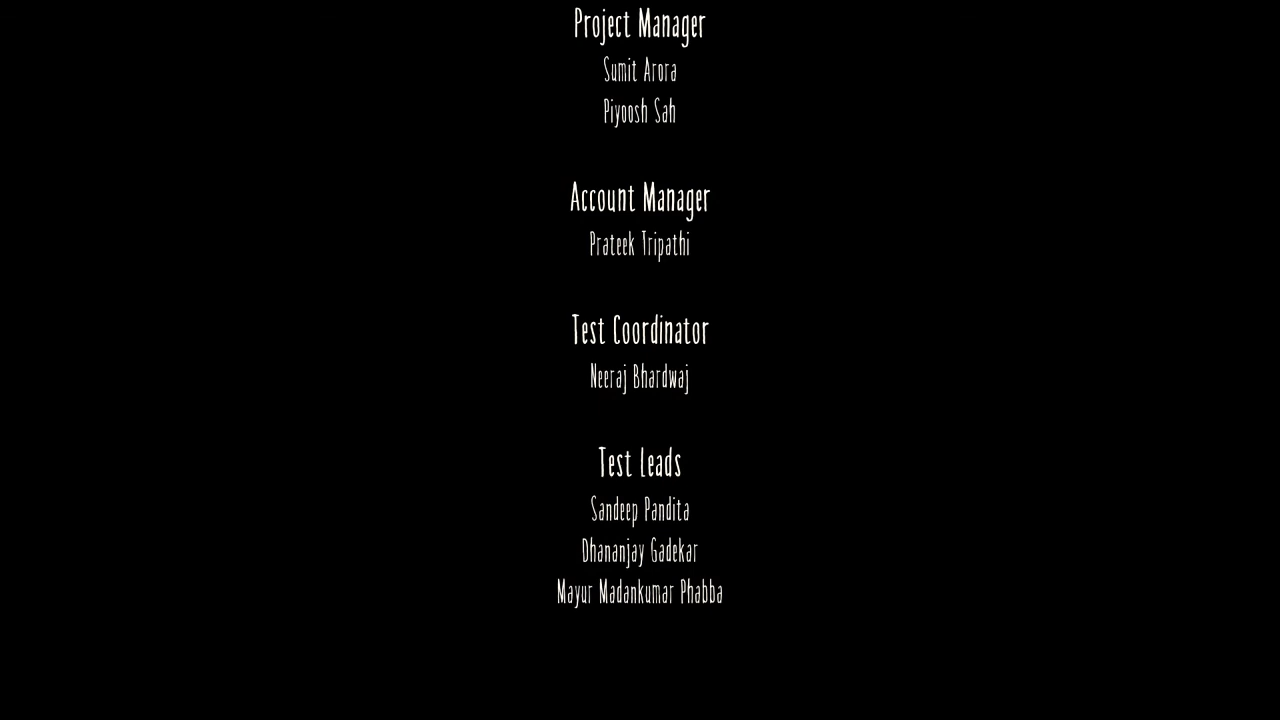 Project Manager
Sumit Arora
Piyoosh Sah
Account Manager
Prateek Tripathi
Test Coordinator
Neeraj Bhardwaj
Test Leads
Sandeep Pandita
Dhananjay Gadekar
Mayur Madankumar Phabba